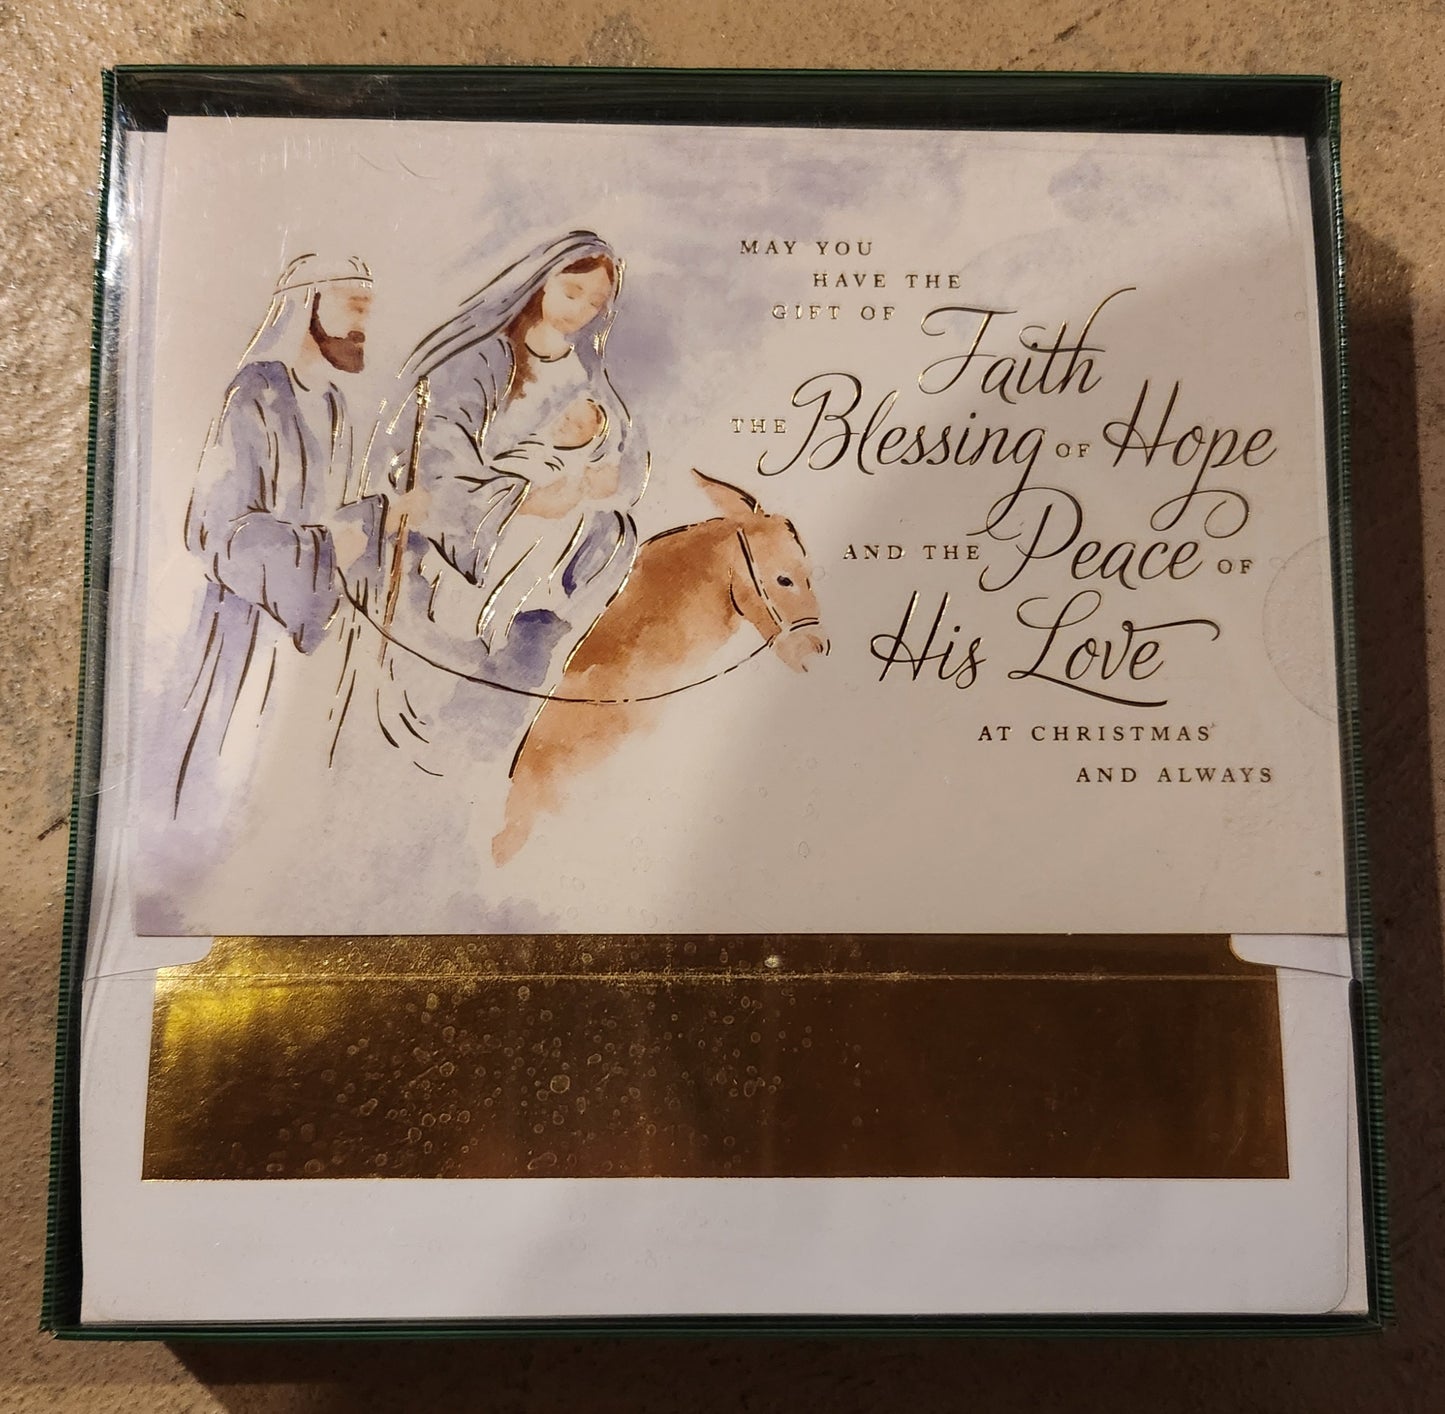 MAY YOU
HAVE THE
GIFT OF Faith
THE Blessing OF Hope
AND THE Peace OF
His Love
AT CHRISTMAS
AND ALWAYS